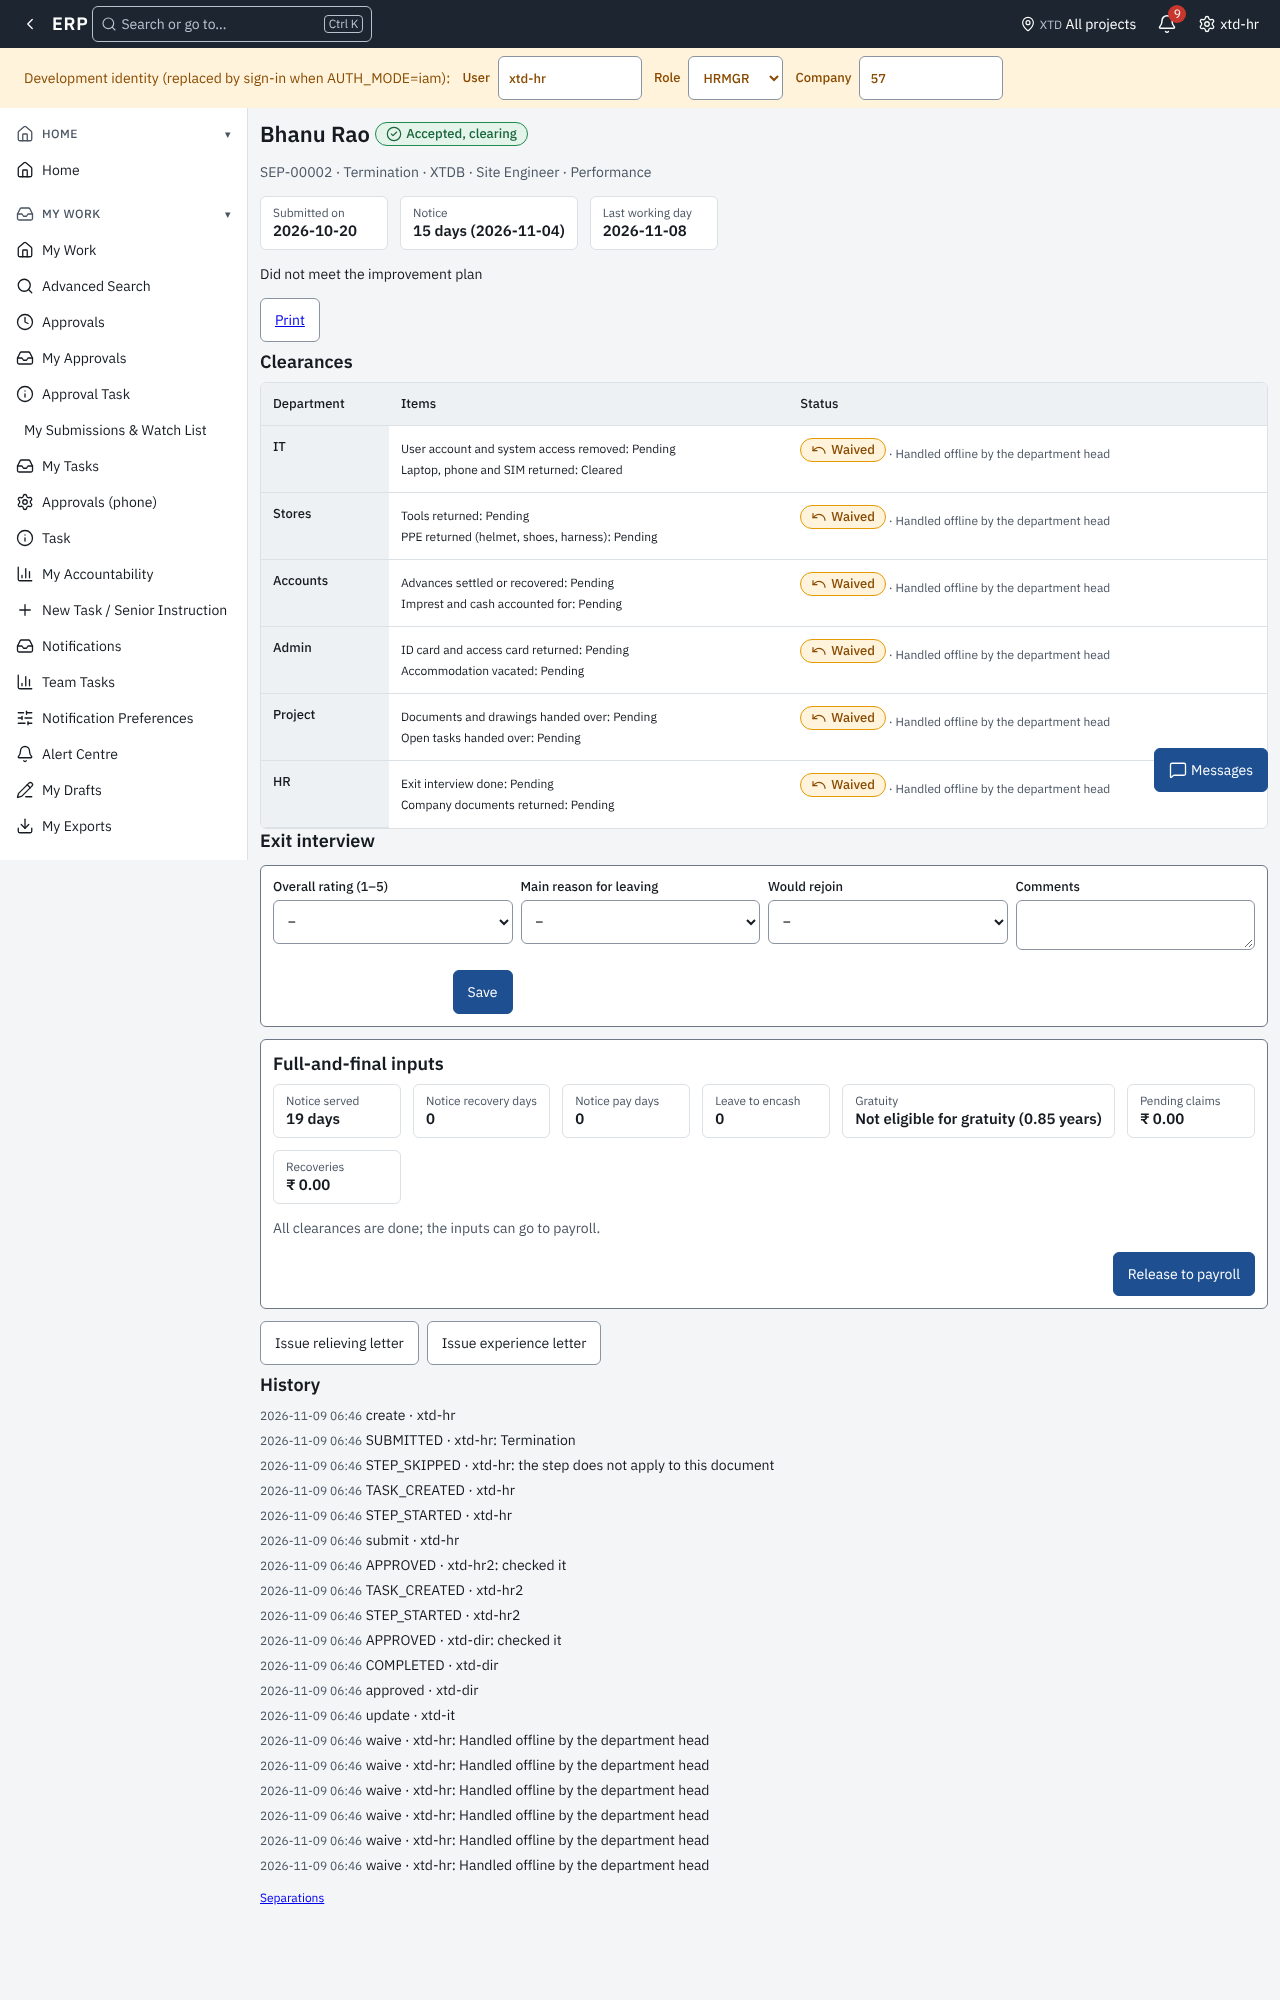 ERP
Search or go to...
Ctrl K
XTD All projects
9
xtd-hr
Development identity (replaced by sign-in when AUTH_MODE=iam):
User
xtd-hr
Role
HRMGR
Company
57
HOME
Home
MY WORK
My Work
Advanced Search
Approvals
My Approvals
Approval Task
My Submissions & Watch List
My Tasks
Approvals (phone)
Task
My Accountability
New Task / Senior Instruction
Notifications
Team Tasks
Notification Preferences
Alert Centre
My Drafts
My Exports
Bhanu Rao
Accepted, clearing
SEP-00002 · Termination · XTDB · Site Engineer · Performance
Submitted on
2026-10-20
Notice
15 days (2026-11-04)
Last working day
2026-11-08
Did not meet the improvement plan
Print
Clearances
Department Items Status
IT
User account and system access removed: Pending
Laptop, phone and SIM returned: Cleared
Waived · Handled offline by the department head
Stores
Tools returned: Pending
PPE returned (helmet, shoes, harness): Pending
Waived · Handled offline by the department head
Accounts
Advances settled or recovered: Pending
Imprest and cash accounted for: Pending
Waived · Handled offline by the department head
Admin
ID card and access card returned: Pending
Accommodation vacated: Pending
Waived · Handled offline by the department head
Project
Documents and drawings handed over: Pending
Open tasks handed over: Pending
Waived · Handled offline by the department head
HR
Exit interview done: Pending
Company documents returned: Pending
Waived · Handled offline by the department head
Messages
Exit interview
Overall rating (1–5)
–
Main reason for leaving
–
Would rejoin
–
Comments
Save
Full-and-final inputs
Notice served
19 days
Notice recovery days
0
Notice pay days
0
Leave to encash
0
Gratuity
Not eligible for gratuity (0.85 years)
Pending claims
₹ 0.00
Recoveries
₹ 0.00
All clearances are done; the inputs can go to payroll.
Release to payroll
Issue relieving letter
Issue experience letter
History
2026-11-09 06:46 create · xtd-hr
2026-11-09 06:46 SUBMITTED · xtd-hr: Termination
2026-11-09 06:46 STEP_SKIPPED · xtd-hr: the step does not apply to this document
2026-11-09 06:46 TASK_CREATED · xtd-hr
2026-11-09 06:46 STEP_STARTED · xtd-hr
2026-11-09 06:46 submit · xtd-hr
2026-11-09 06:46 APPROVED · xtd-hr2: checked it
2026-11-09 06:46 TASK_CREATED · xtd-hr2
2026-11-09 06:46 STEP_STARTED · xtd-hr2
2026-11-09 06:46 APPROVED · xtd-dir: checked it
2026-11-09 06:46 COMPLETED · xtd-dir
2026-11-09 06:46 approved · xtd-dir
2026-11-09 06:46 update · xtd-it
2026-11-09 06:46 waive · xtd-hr: Handled offline by the department head
2026-11-09 06:46 waive · xtd-hr: Handled offline by the department head
2026-11-09 06:46 waive · xtd-hr: Handled offline by the department head
2026-11-09 06:46 waive · xtd-hr: Handled offline by the department head
2026-11-09 06:46 waive · xtd-hr: Handled offline by the department head
2026-11-09 06:46 waive · xtd-hr: Handled offline by the department head
Separations